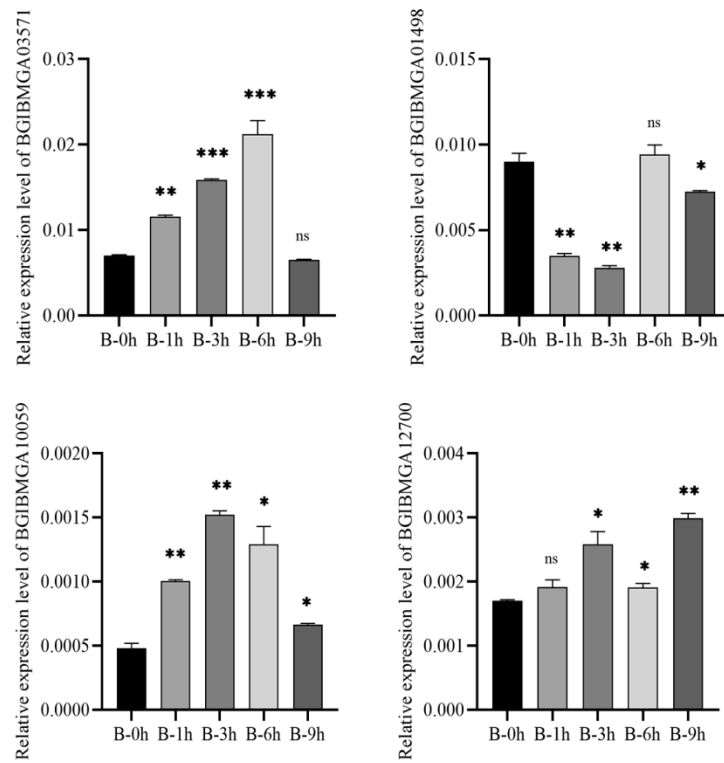 Relative expression level of BGIBMGA03571
0.03
0.02
0.01
0.00
**
***
***
ns
B-0h B-1h B-3h B-6h B-9h
Relative expression level of BGIBMGA01498
0.015
0.010
0.005
0.000
**
**
ns
*
B-0h B-1h B-3h B-6h B-9h
Relative expression level of BGIBMGA10059
0.0020
0.0015
0.0010
0.0005
0.0000
**
**
*
*
B-0h B-1h B-3h B-6h B-9h
Relative expression level of BGIBMGA12700
0.004
0.003
0.002
0.001
0.000
ns
*
*
**
B-0h B-1h B-3h B-6h B-9h